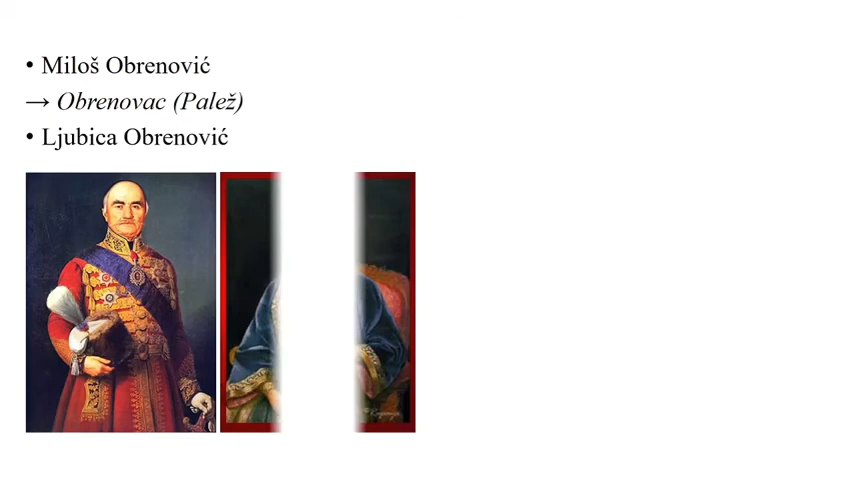 • Miloš Obrenović
→ Obrenovac (Palež)
• Ljubica Obrenović